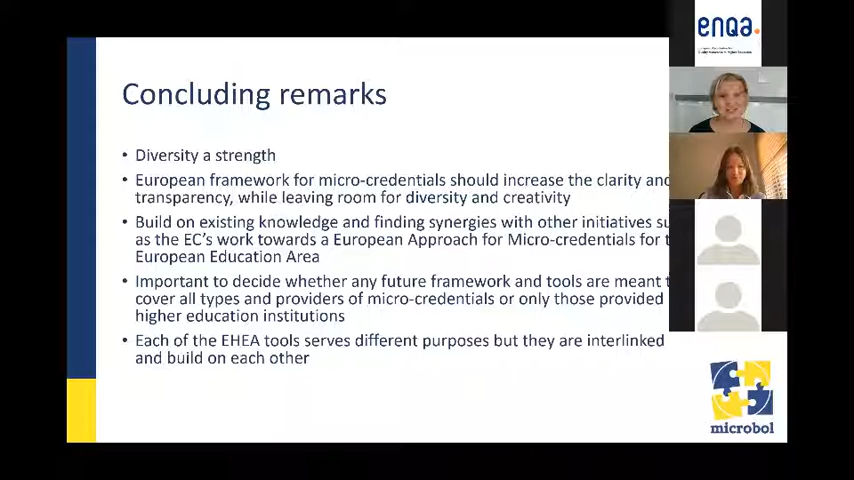 enqa.
Concluding remarks
• Diversity a strength
• European framework for micro-credentials should increase the clarity and
transparency, while leaving room for diversity and creativity
• Build on existing knowledge and finding synergies with other initiatives su
as the EC's work towards a European Approach for Micro-credentials for t
European Education Area
• Important to decide whether any future framework and tools are meant t
cover all types and providers of micro-credentials or only those provided
higher education institutions
• Each of the EHEA tools serves different purposes but they are interlinked
and build on each other
microbol